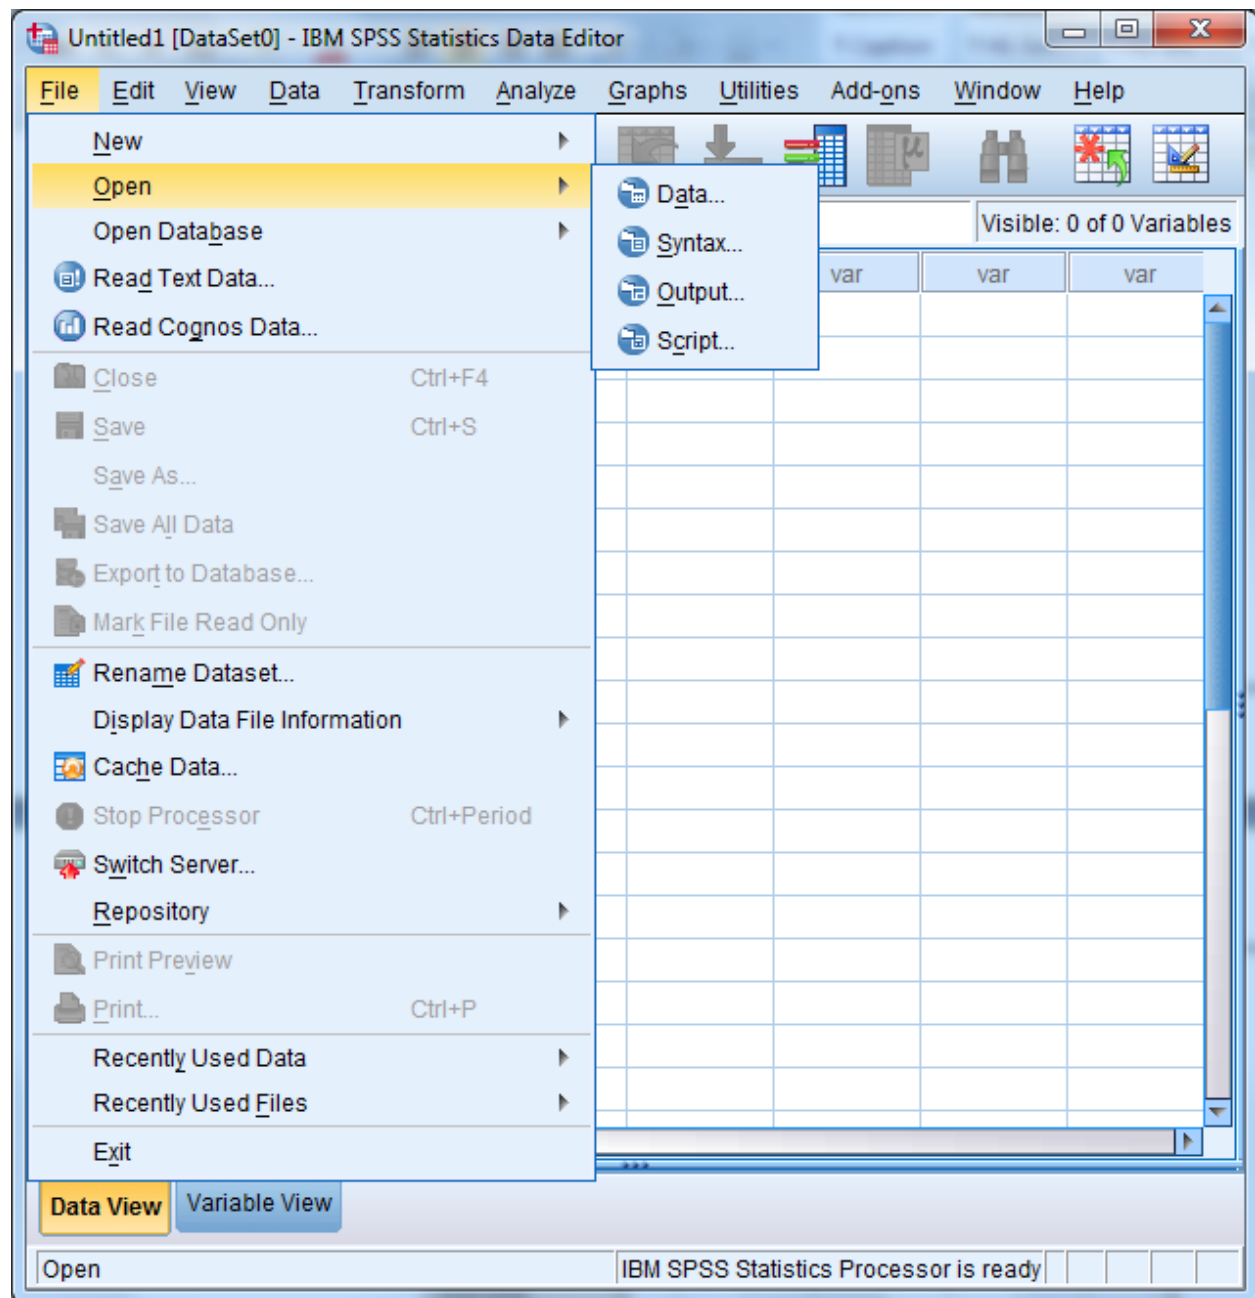 Untitled1 [DataSet0] - IBM SPSS Statistics Data Editor
File Edit View Data Transform Analyze Graphs Utilities Add-ons Window Help
New
Open
Open Database
Read Text Data...
Read Cognos Data...
Close Ctrl+F4
Save Ctrl+S
Save As...
Save All Data
Export to Database...
Mark File Read Only
Rename Dataset...
Display Data File Information
Cache Data...
Stop Processor Ctrl+Period
Switch Server...
Repository
Print Preview
Print... Ctrl+P
Recently Used Data
Recently Used Files
Exit
Data...
Syntax...
Output...
Script...
Visible: 0 of 0 Variables
var var var
Data View Variable View
Open IBM SPSS Statistics Processor is ready